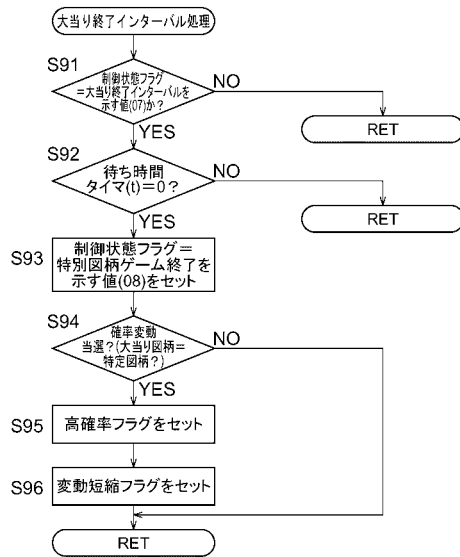 大当り終了インターバル処理
S91
制御状態フラグ
=大当り終了インターバルを
示す値(07)か?
NO
RET
YES
S92
待ち時間
タイマ(t)=0?
NO
RET
YES
S93
制御状態フラグ=
特別図柄ゲーム終了を
示す値(08)をセット
S94
確率変動
当選?(大当り図柄=
特定図柄?)
NO
YES
S95
高確率フラグをセット
S96
変動短縮フラグをセット
RET